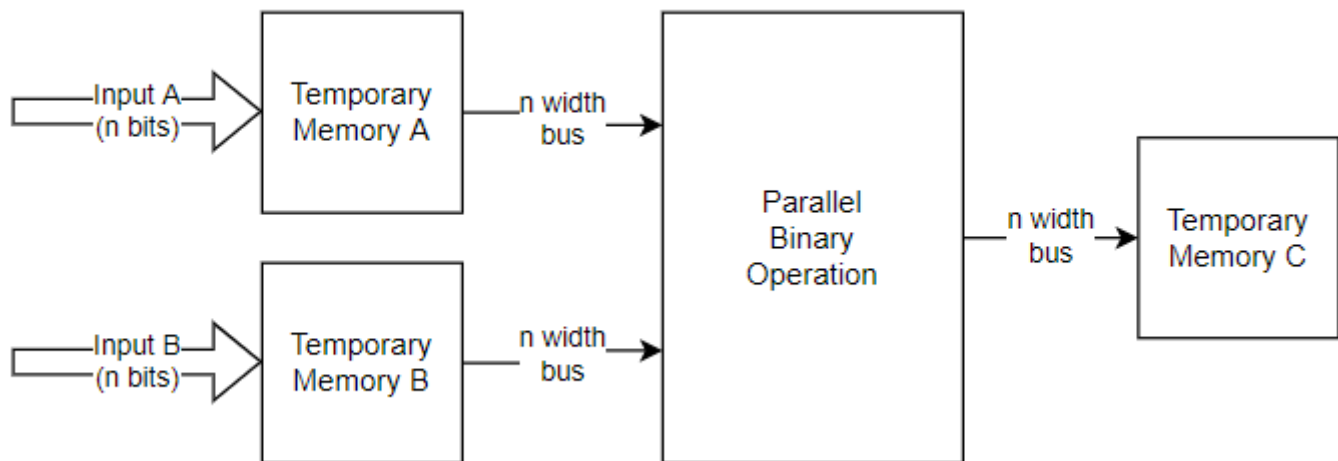 Input A
(n bits)
Temporary
Memory A
n width
bus
Input B
(n bits)
Temporary
Memory B
n width
bus
Parallel
Binary
Operation
n width
bus
Temporary
Memory C